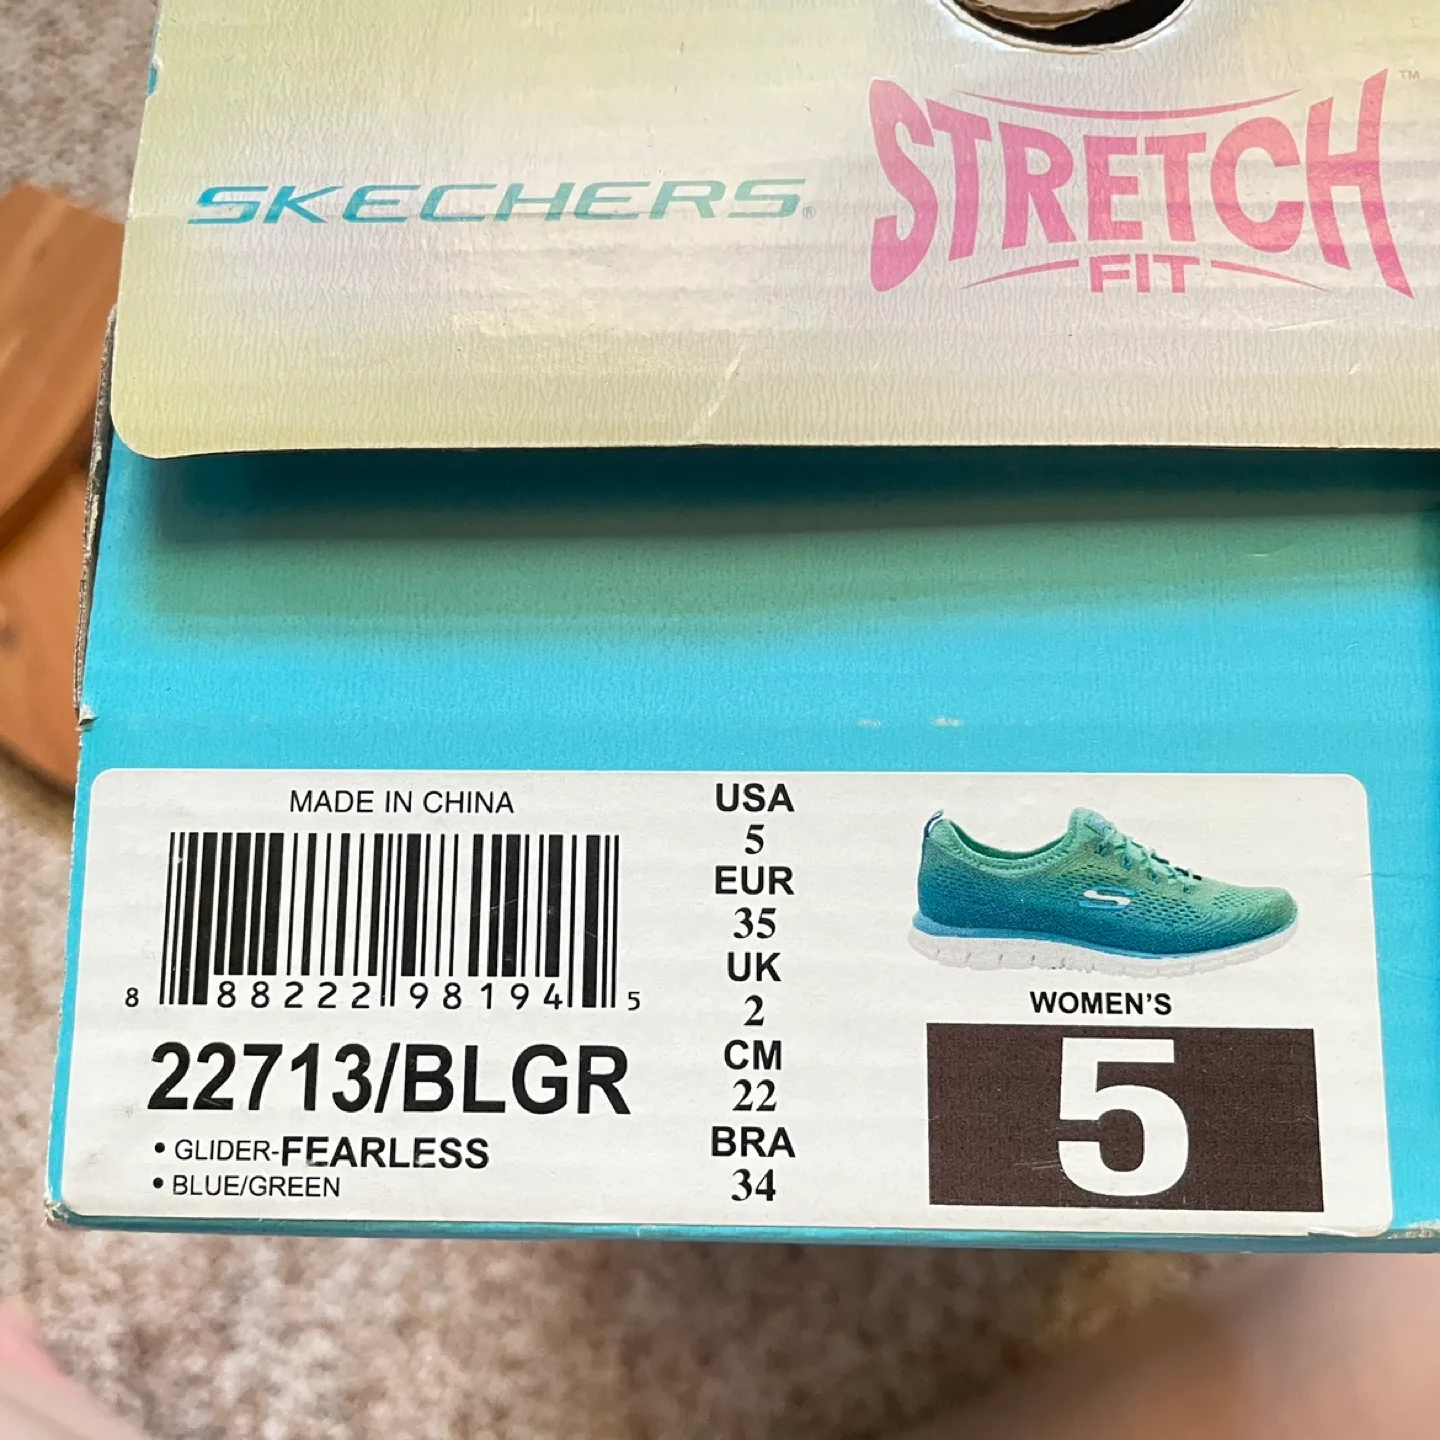 SKECHERS®
STRETCH™
FIT
MADE IN CHINA
8 88222 98194 5
22713/BLGR
• GLIDER-FEARLESS
• BLUE/GREEN
USA
5
EUR
35
UK
2
CM
22
BRA
34
WOMEN'S
5